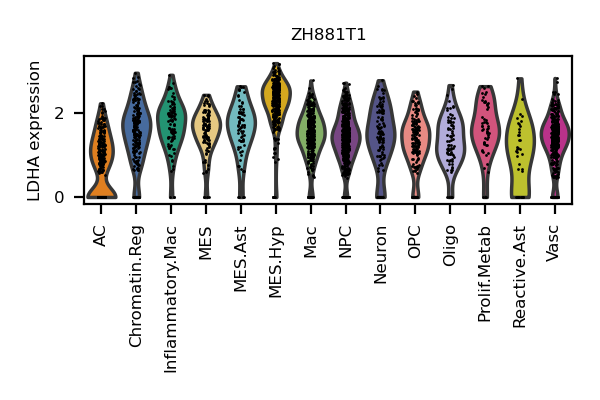 ZH881T1
LDHA expression
2
0
AC
Chromatin.Reg
Inflammatory.Mac
MES
MES.Ast
MES.Hyp
Mac
NPC
Neuron
OPC
Oligo
Prolif.Metab
Reactive.Ast
Vasc